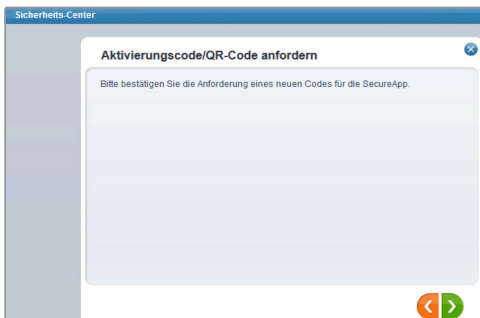 Sicherheits-Center
Aktivierungscode/QR-Code anfordern
Bitte bestätigen Sie die Anforderung eines neuen Codes für die SecureApp.